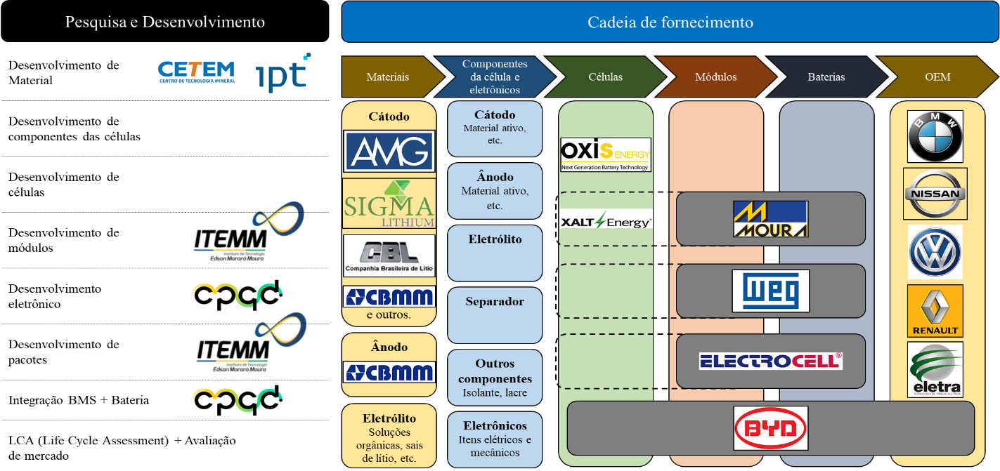 Pesquisa e Desenvolvimento
Desenvolvimento de
Material
CETEM
CENTRO DE TECNOLOGIA MINERAL
ipt
Desenvolvimento de
componentes das células
Desenvolvimento de
células
Desenvolvimento de
módulos
ITEMM
Instituto de Tecnologia
Edson Mororó Moura
Desenvolvimento
eletrônico
cpqd
Desenvolvimento de
pacotes
ITEMM
Instituto de Tecnologia
Edson Mororó Moura
Integração BMS + Bateria
cpqd
LCA (Life Cycle Assessment) + Avaliação
de mercado
Cadeia de fornecimento
Materiais
Componentes
da célula e
eletrônicos
Células
Módulos
Baterias
OEM
Cátodo
AMG
SIGMA
LITHIUM
CBL
Companhia Brasileira de Lítio
CBMM
e outros.
Ânodo
CBMM
Eletrólito
Soluções
orgânicas, sais
de lítio, etc.
Cátodo
Material ativo,
etc.
Ânodo
Material ativo,
etc.
Eletrólito
Separador
Outros
componentes
Isolante, lacre
Eletrônicos
Itens elétricos e
mecânicos
OXIS ENERGY
Next Generation Battery Technology
XALT Energy®
MOURA
WEG
ELECTROCELL®
BYD
BMW
NISSAN
VW
RENAULT
eletra
TECNOLOGIA DE TRAÇÃO ELÉTRICA